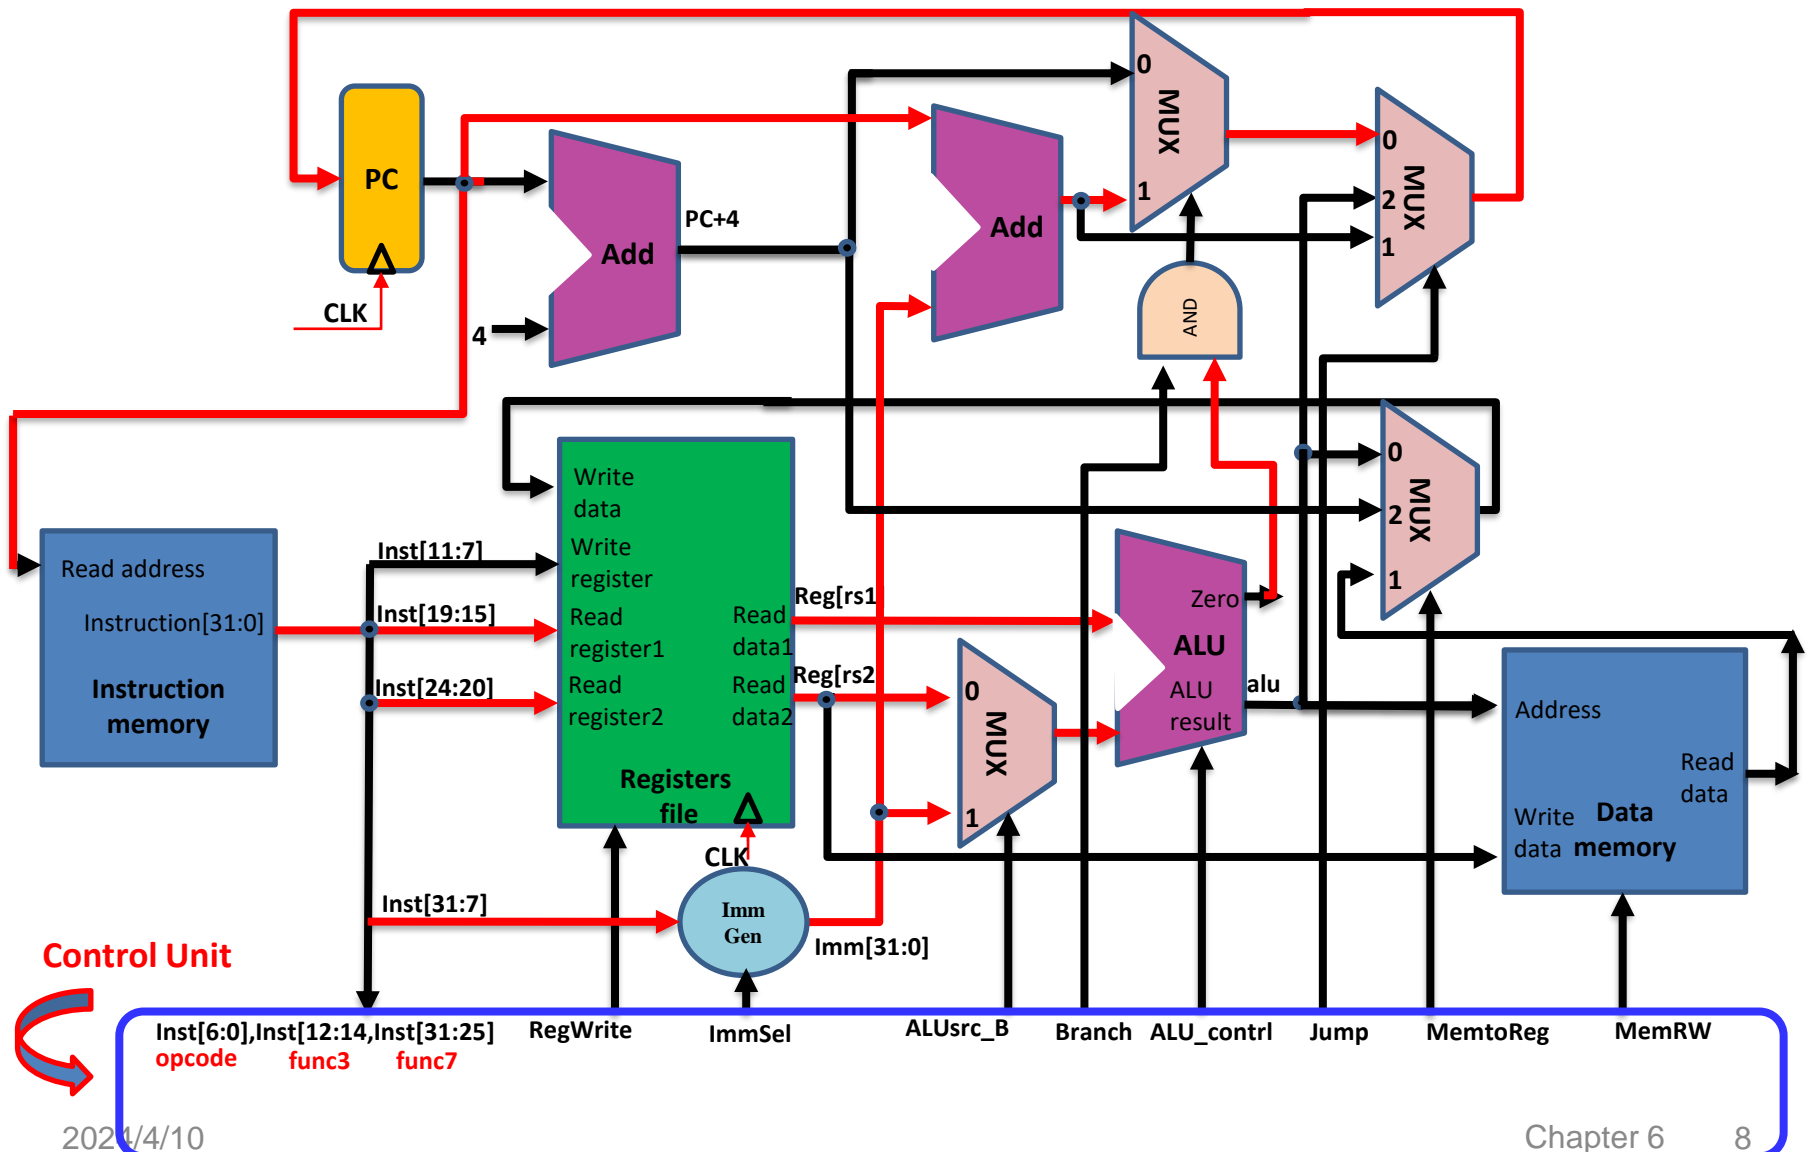 0
MUX
1
0
2
MUX
1
PC
CLK
Add
PC+4
4
Add
AND
Write
data
Write
register
Read
register1
Read
register2
Read
data1
Read
data2
Registers
file
CLK
Read address
Instruction[31:0]
Instruction
memory
Inst[11:7]
Inst[19:15]
Inst[24:20]
Inst[31:7]
Reg[rs1
Reg[rs2
0
MUX
1
Zero
ALU
ALU
result
alu
0
MUX
2
1
Address
Read
data
Write
data
Data
memory
Imm
Gen
Imm[31:0]
Control Unit
Inst[6:0],Inst[12:14,Inst[31:25]
opcode func3 func7
RegWrite
ImmSel
ALUsrc_B
Branch
ALU_contrl
Jump
MemtoReg
MemRW
2024/4/10
Chapter 6
8